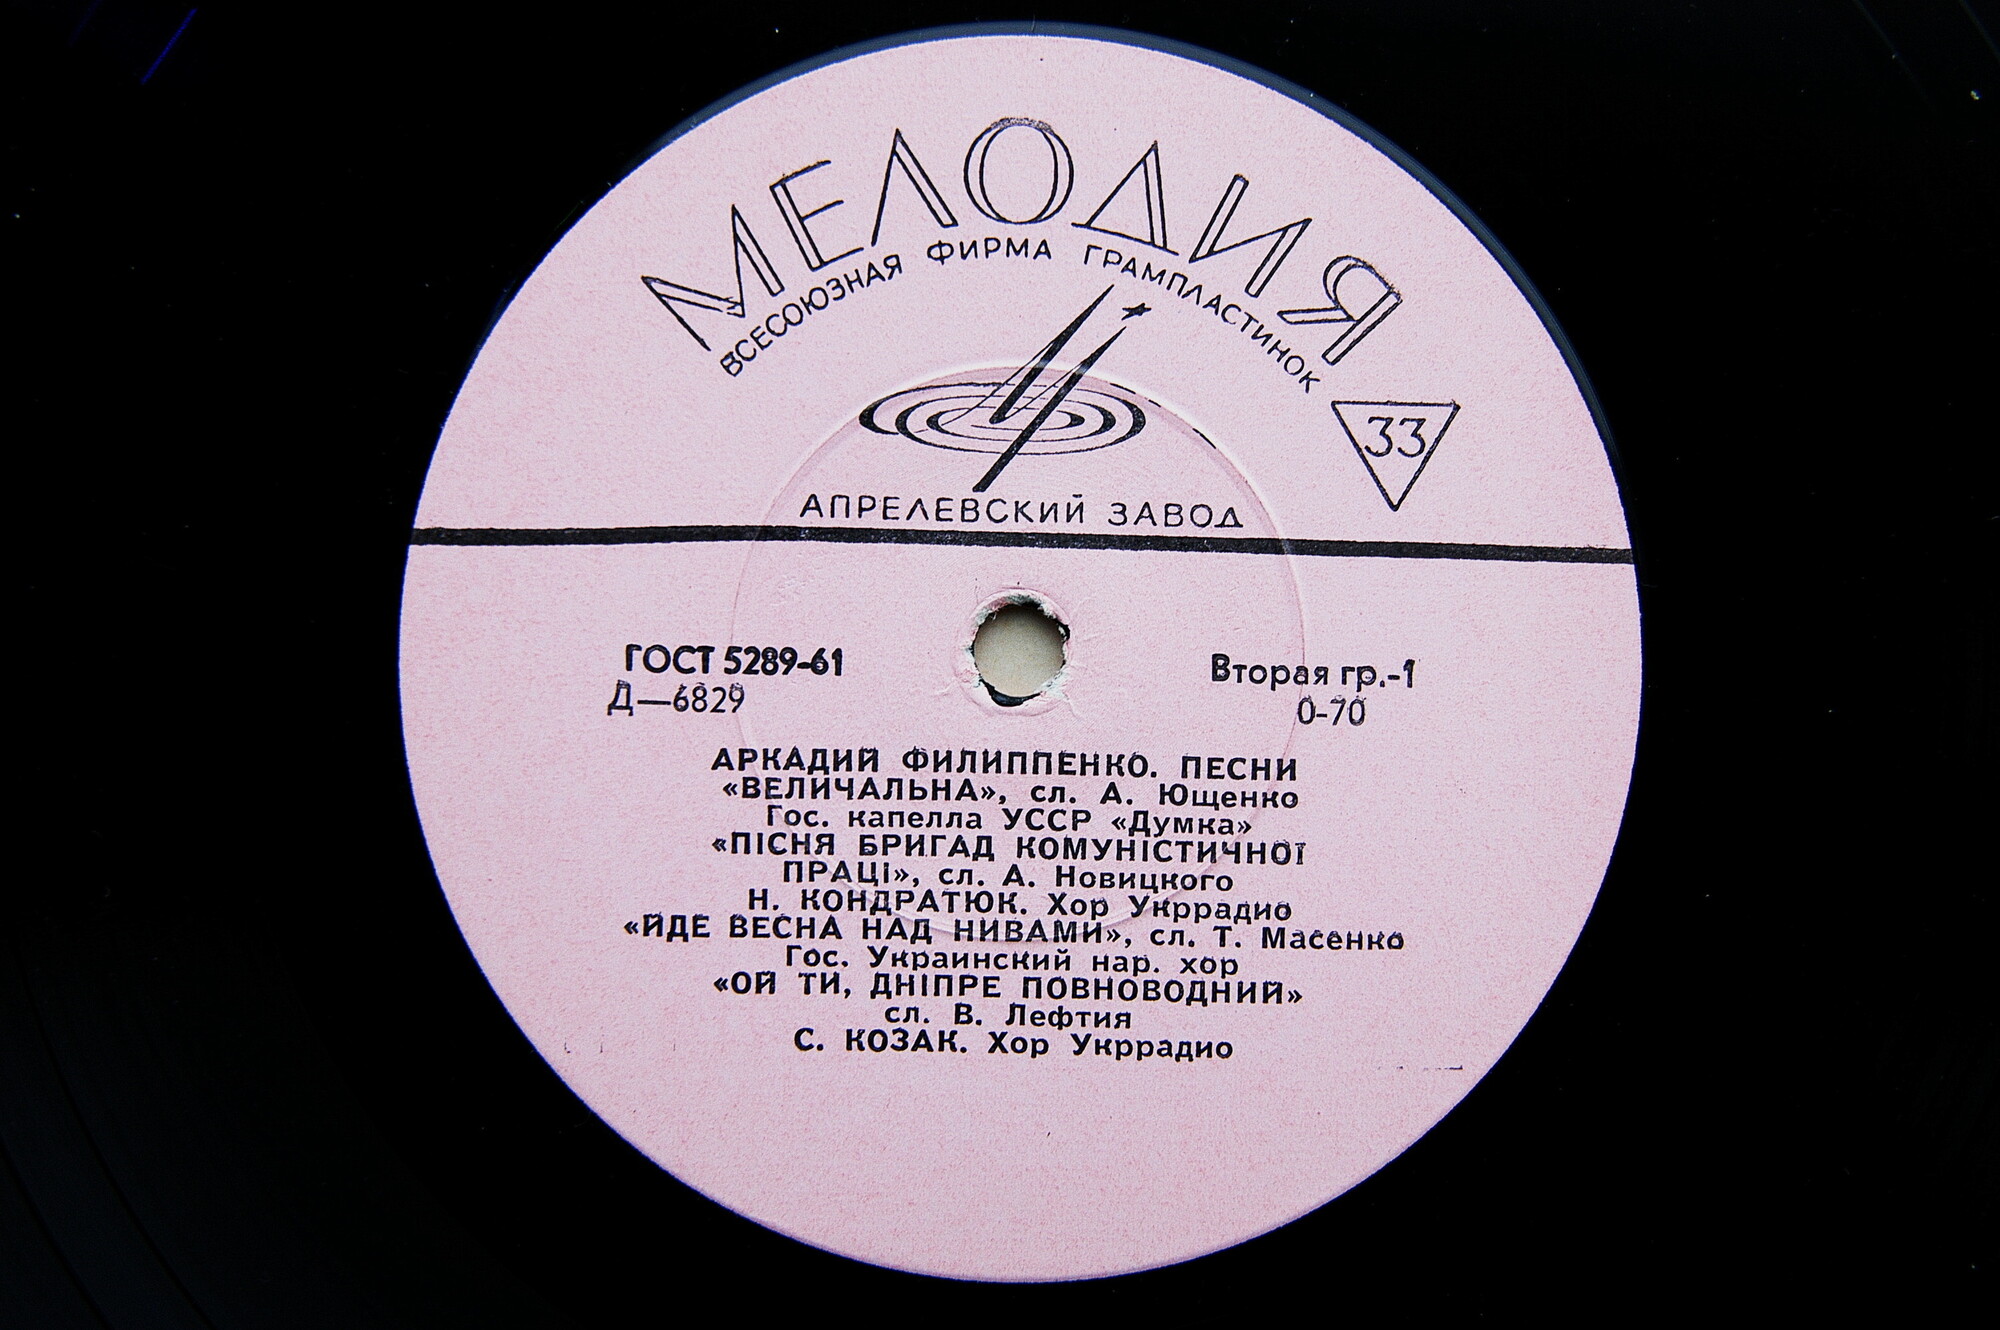 МЕЛОДИЯ
ВСЕСОЮЗНАЯ ФИРМА ГРАМПЛАСТИНОК
33
АПРЕЛЕВСКИЙ ЗАВОД
ГОСТ 5289-61
Д—6829
Вторая гр.-1
0-70
АРКАДИЙ ФИЛИППЕНКО. ПЕСНИ
«ВЕЛИЧАЛЬНА», сл. А. Ющенко
Гос. капелла УССР «Думка»
«ПІСНЯ БРИГАД КОМУНІСТИЧНОЇ
ПРАЦІ», сл. А. Новицкого
Н. КОНДРАТЮК. Хор Укррадио
«ЙДЕ ВЕСНА НАД НИВАМИ», сл. Т. Масенко
Гос. Украинский нар. хор
«ОЙ ТИ, ДНІПРЕ ПОВНОВОДНИЙ»
сл. В. Лефтия
С. КОЗАК. Хор Укррадио